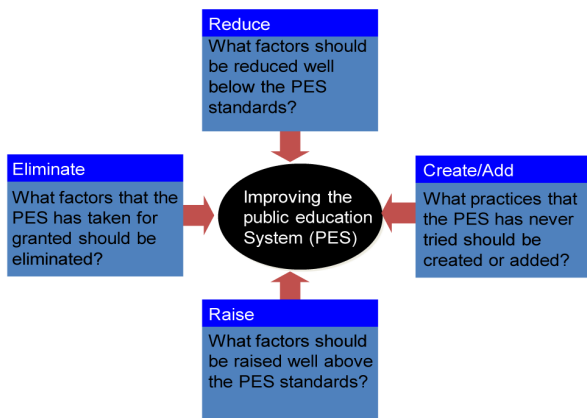 Reduce
What factors should
be reduced well
below the PES
standards?
Eliminate
What factors that the
PES has taken for
granted should be
eliminated?
Improving the
public education
System (PES)
Create/Add
What practices that
the PES has never
tried should be
created or added?
Raise
What factors should
be raised well above
the PES standards?